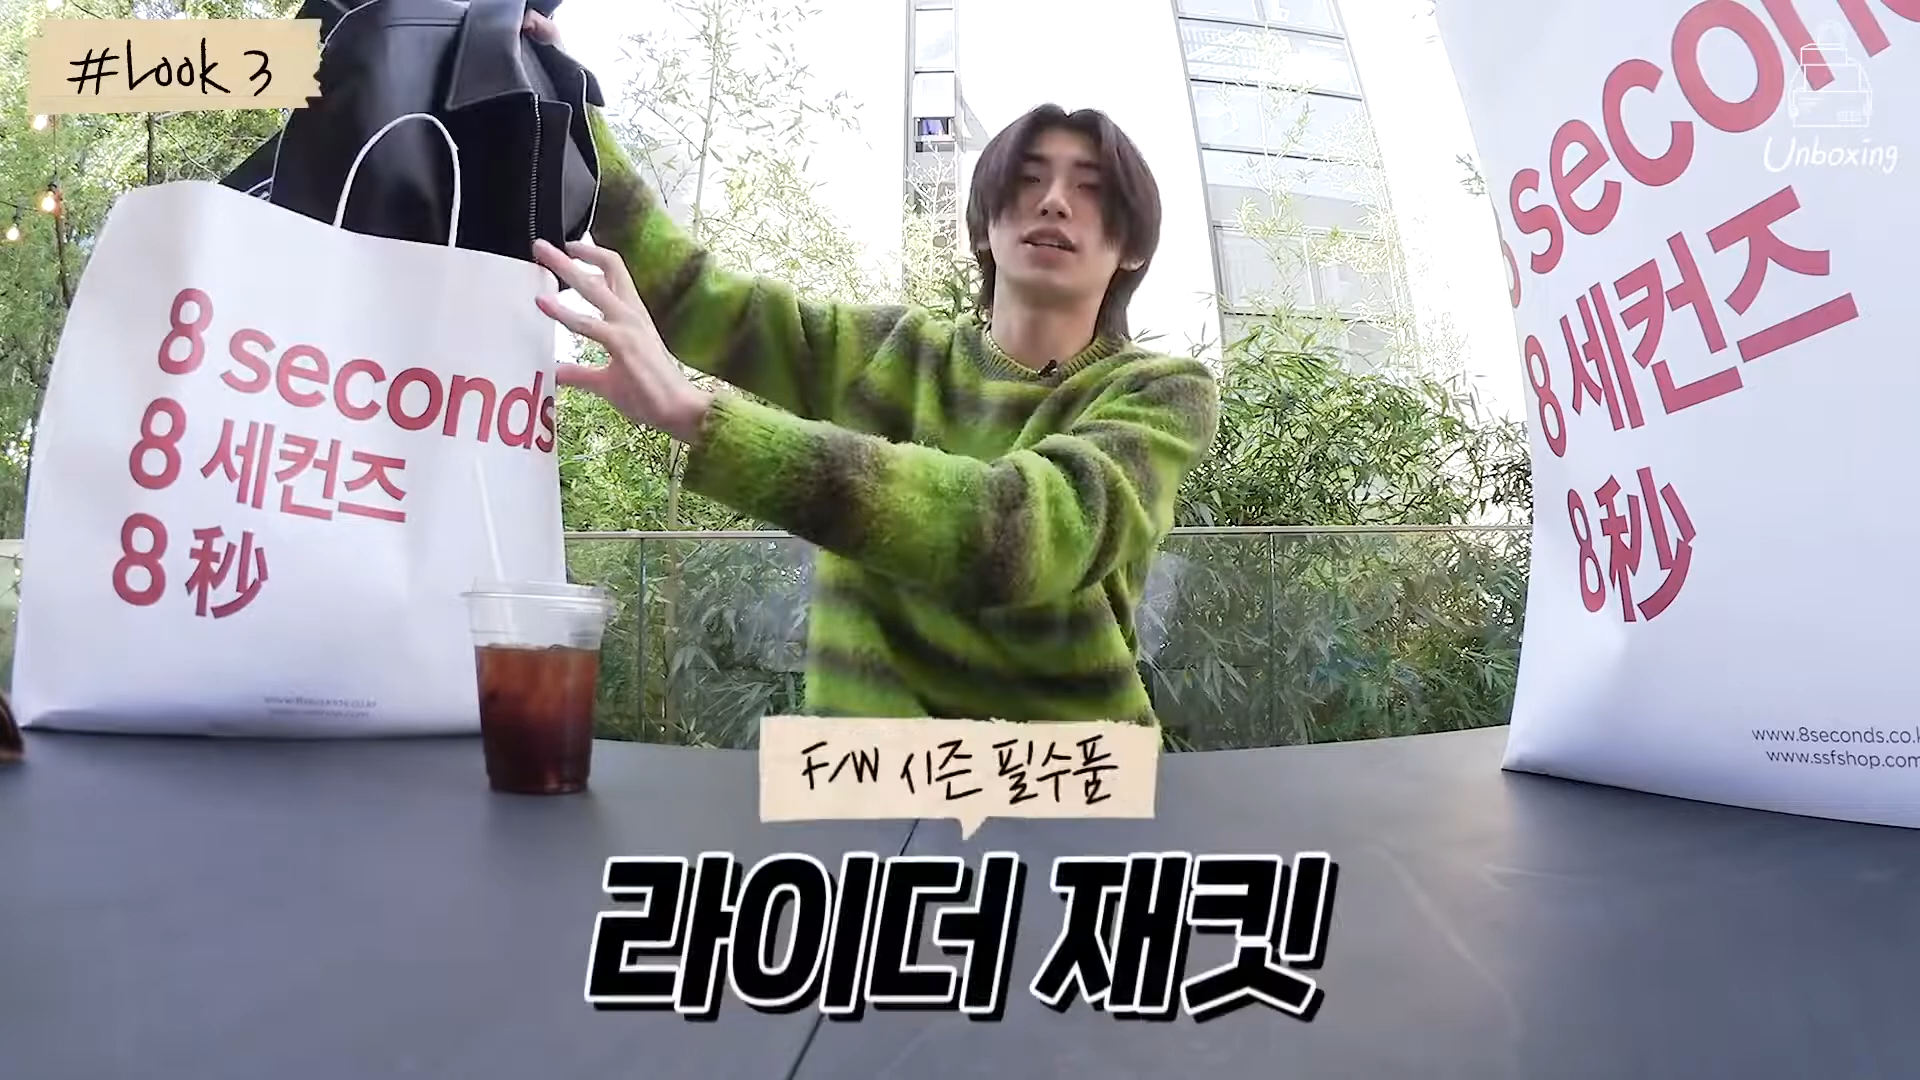 #Look 3
Unboxing
8 seconds
8 세컨즈
8 秒
8 secon
8 세컨즈
8 秒
www.8seconds.co.k
www.ssfshop.com
F/W 시즌 필수품
라이더 재킷